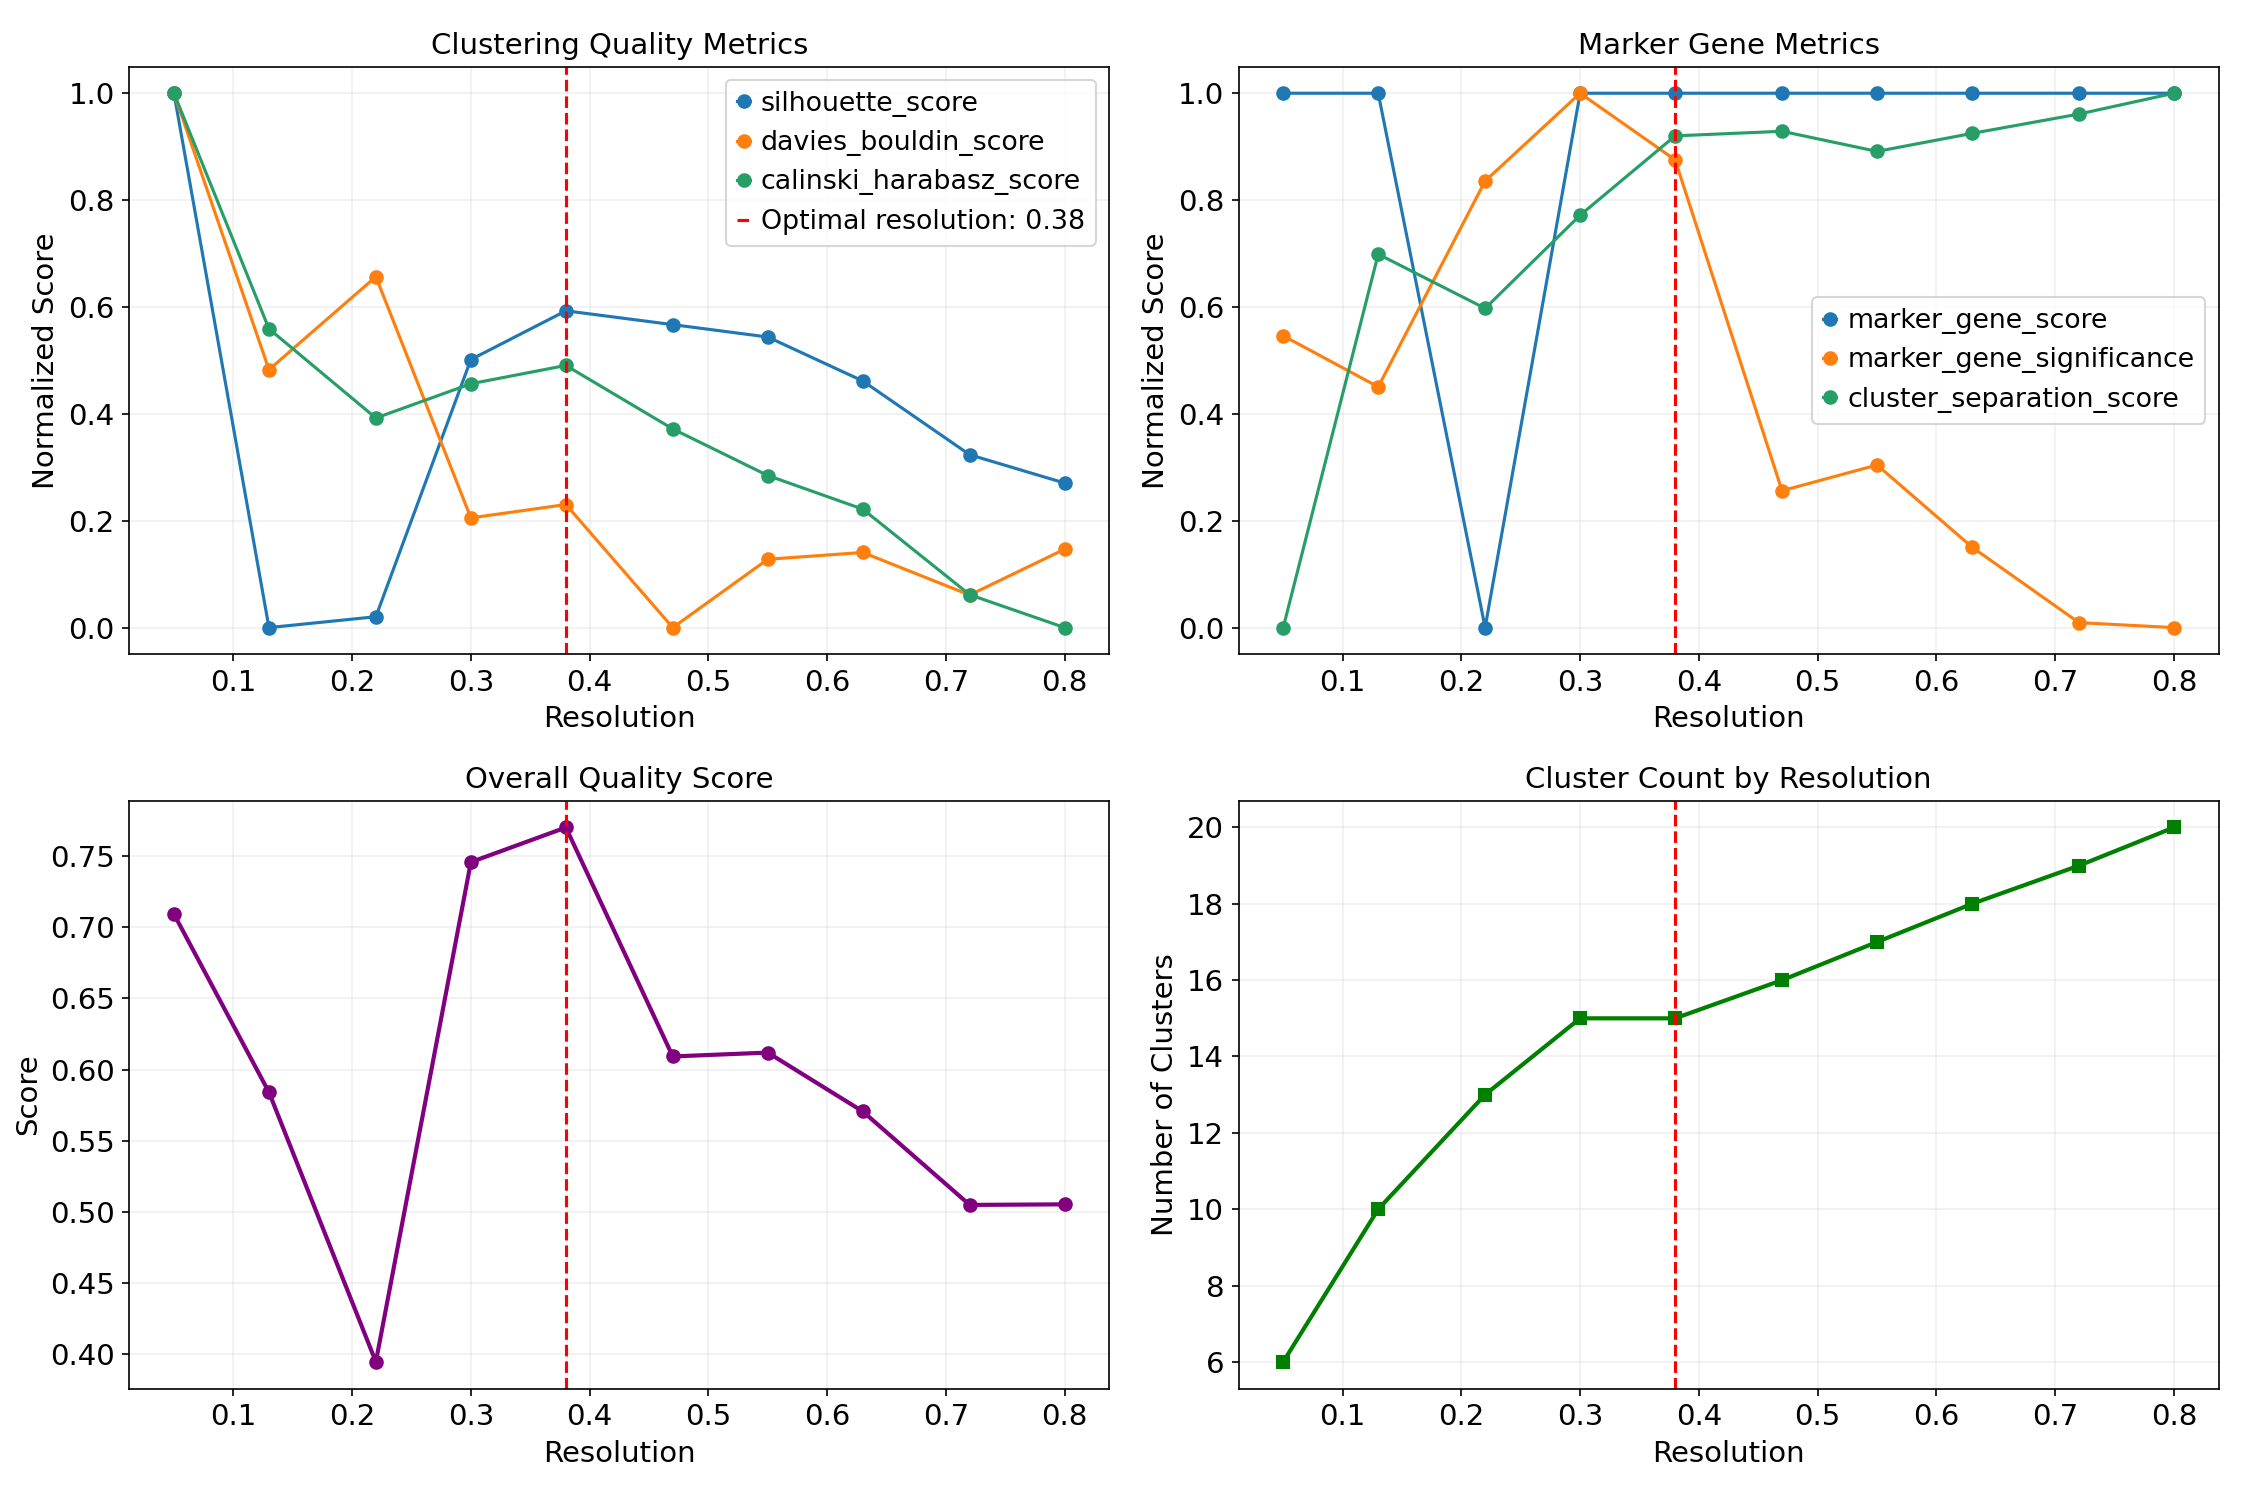 Clustering Quality Metrics
Normalized Score
1.0
0.8
0.6
0.4
0.2
0.0
silhouette_score
davies_bouldin_score
calinski_harabasz_score
Optimal resolution: 0.38
0.1 0.2 0.3 0.4 0.5 0.6 0.7 0.8
Resolution
Marker Gene Metrics
Normalized Score
1.0
0.8
0.6
0.4
0.2
0.0
marker_gene_score
marker_gene_significance
cluster_separation_score
0.1 0.2 0.3 0.4 0.5 0.6 0.7 0.8
Resolution
Overall Quality Score
Score
0.75
0.70
0.65
0.60
0.55
0.50
0.45
0.40
0.1 0.2 0.3 0.4 0.5 0.6 0.7 0.8
Resolution
Cluster Count by Resolution
Number of Clusters
20
18
16
14
12
10
8
6
0.1 0.2 0.3 0.4 0.5 0.6 0.7 0.8
Resolution